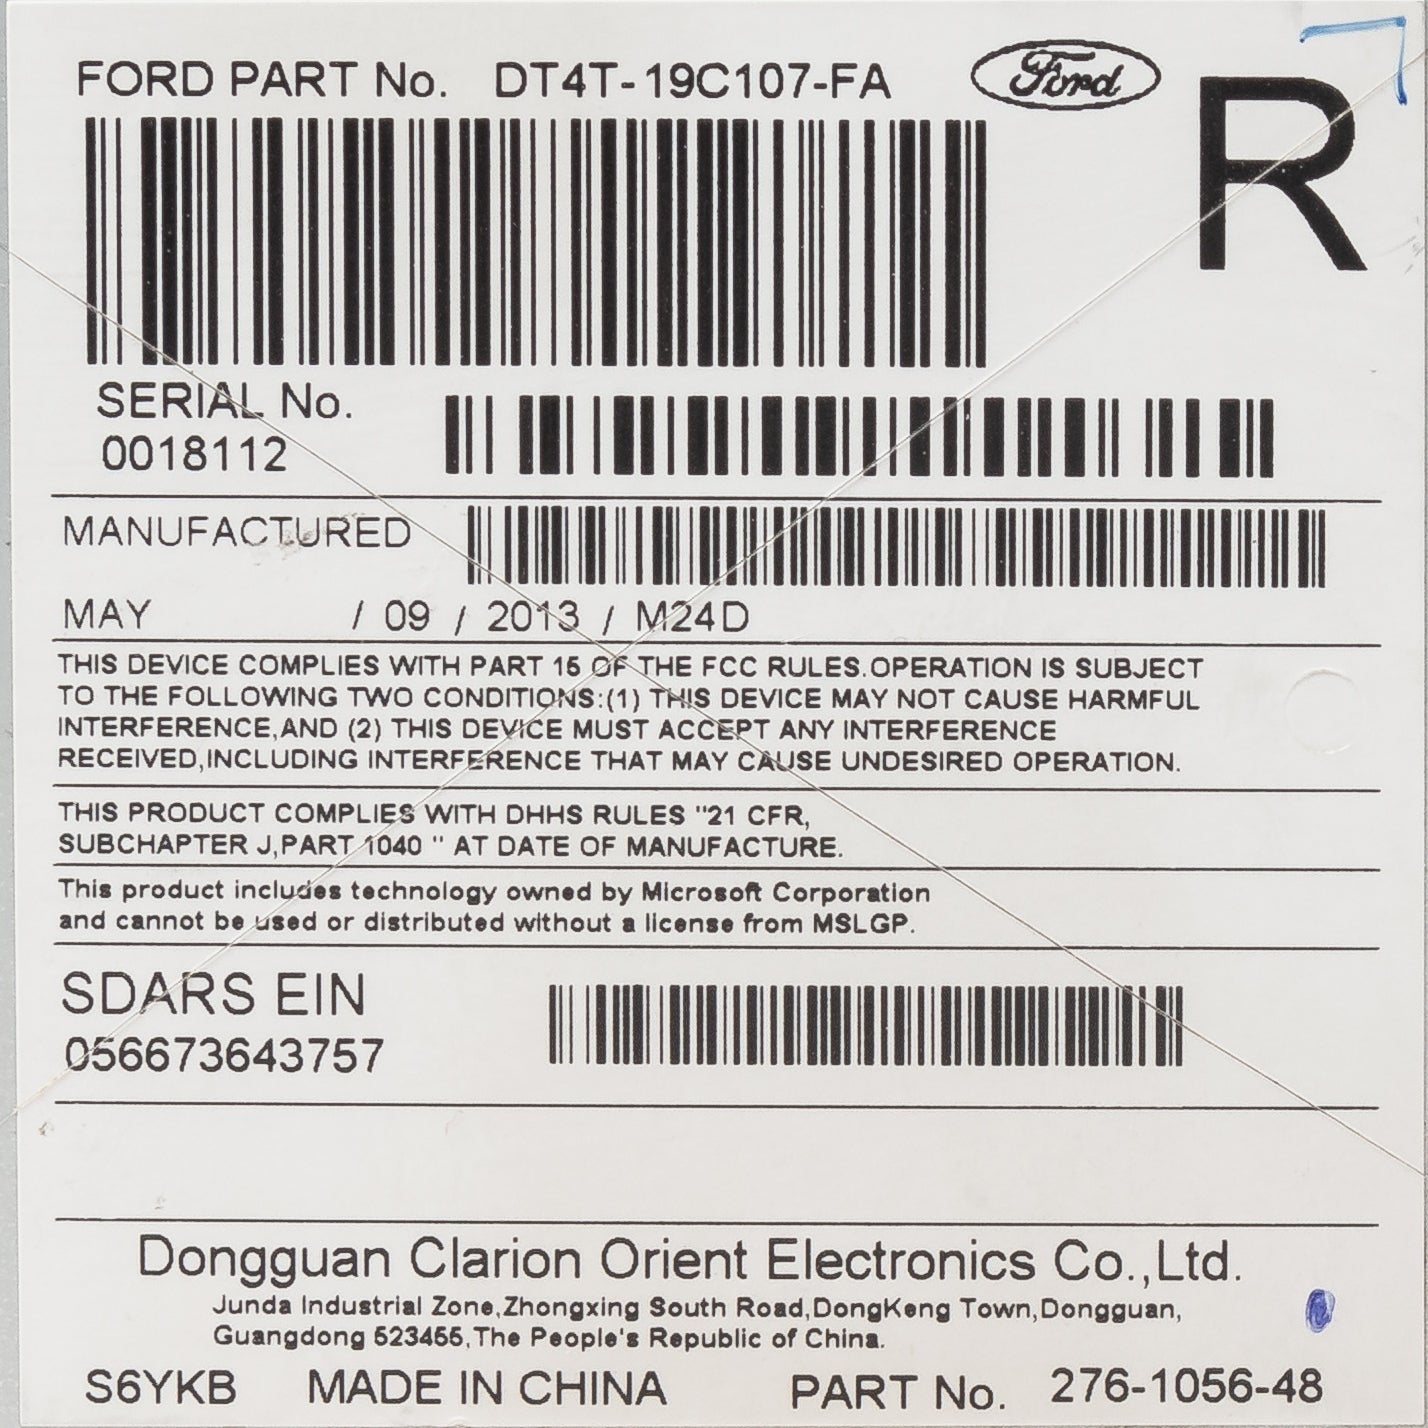 FORD PART No. DT4T-19C107-FA
Ford
R
SERIAL No.
0018112
MANUFACTURED
MAY / 09 / 2013 / M24D
THIS DEVICE COMPLIES WITH PART 15 OF THE FCC RULES.OPERATION IS SUBJECT
TO THE FOLLOWING TWO CONDITIONS:(1) THIS DEVICE MAY NOT CAUSE HARMFUL
INTERFERENCE,AND (2) THIS DEVICE MUST ACCEPT ANY INTERFERENCE
RECEIVED,INCLUDING INTERFERENCE THAT MAY CAUSE UNDESIRED OPERATION.
THIS PRODUCT COMPLIES WITH DHHS RULES "21 CFR,
SUBCHAPTER J,PART 1040 " AT DATE OF MANUFACTURE.
This product includes technology owned by Microsoft Corporation
and cannot be used or distributed without a license from MSLGP.
SDARS EIN
056673643757
Dongguan Clarion Orient Electronics Co.,Ltd.
Junda Industrial Zone,Zhongxing South Road,DongKeng Town,Dongguan,
Guangdong 523455,The People's Republic of China.
S6YKB MADE IN CHINA PART No. 276-1056-48